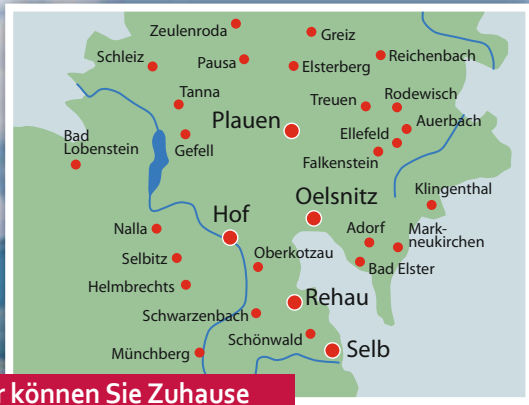 Zeulenroda
Greiz
Schleiz
Pausa
Elsterberg
Reichenbach
Tanna
Treuen
Rodewisch
Plauen
Auerbach
Ellefeld
Bad
Lobenstein
Gefell
Falkenstein
Klingenthal
Oelsnitz
Hof
Nalla
Adorf
Mark-
neukirchen
Selbitz
Oberkotzau
Bad Elster
Helmbrechts
Rehau
Schwarzenbach
Schönwald
Selb
Münchberg
können Sie Zuhause